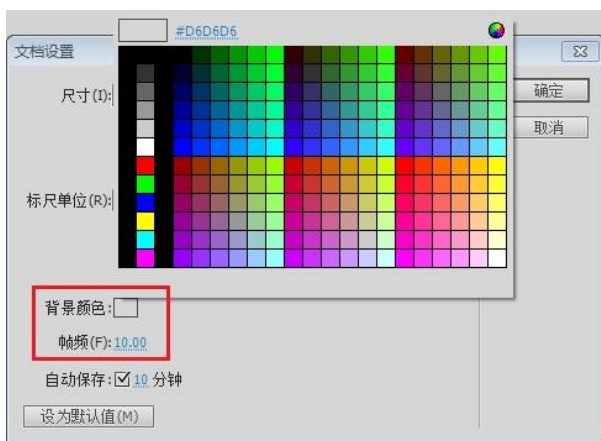 #D6D6D6
文档设置
尺寸(I):
确定
取消
标尺单位(R):
背景颜色:
帧频(F):10.00
自动保存: 10 分钟
设为默认值(M)